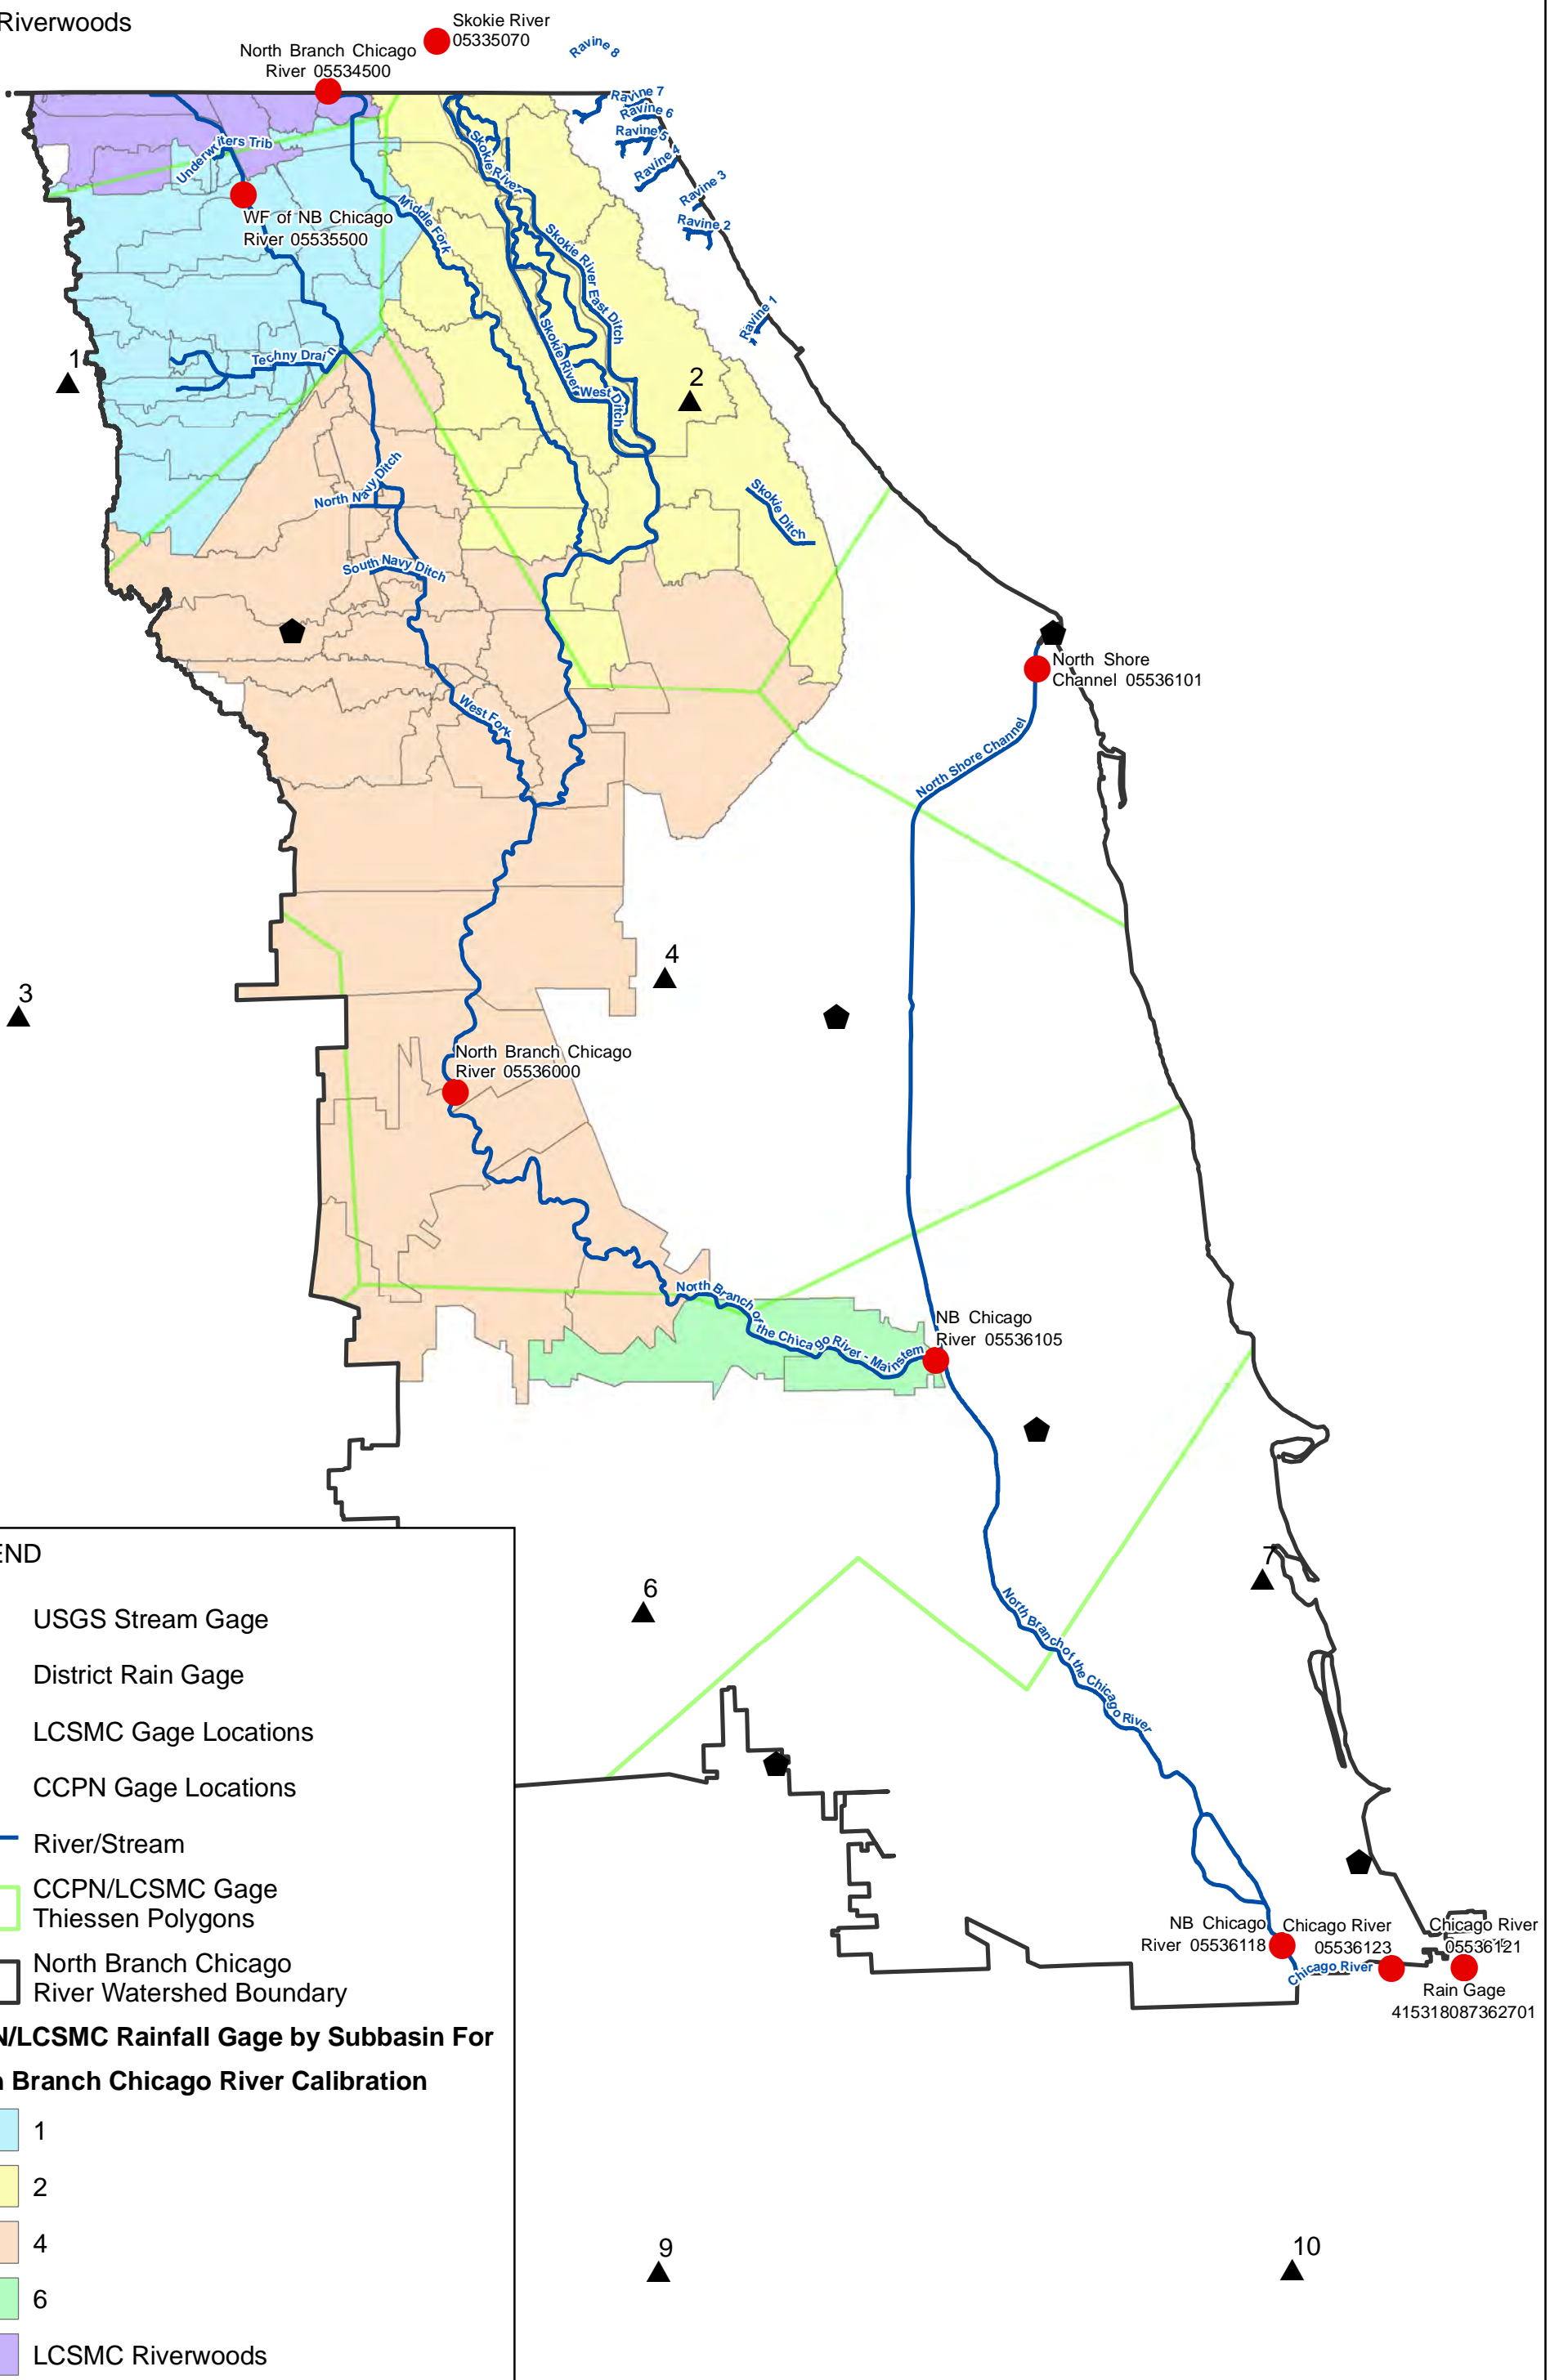 Riverwoods
Skokie River
05335070
North Branch Chicago
River 05534500
Ravine 8
Ravine 7
Ravine 6
Ravine 5
Ravine 4
Ravine 3
Ravine 2
Ravine 1
Underwriters Trib
WF of NB Chicago
River 05535500
Middle Fork
Skokie River
Skokie River East Ditch
Skokie River West Ditch
Techny Drain
1
2
North Navy Ditch
Skokie Ditch
South Navy Ditch
North Shore
Channel 05536101
West Fork
North Shore Channel
4
3
North Branch Chicago
River 05536000
North Branch of
the Chicago River - Mainstem
NB Chicago
River 05536105
7
6
North Branch of the Chicago River
NB Chicago
River 05536118
Chicago River
05536123
Chicago River
05536121
Chicago River
Rain Gage
415318087362701
9
10
END
USGS Stream Gage
District Rain Gage
LCSMC Gage Locations
CCPN Gage Locations
River/Stream
CCPN/LCSMC Gage
Thiessen Polygons
North Branch Chicago
River Watershed Boundary
N/LCSMC Rainfall Gage by Subbasin For
Branch Chicago River Calibration
1
2
4
6
LCSMC Riverwoods